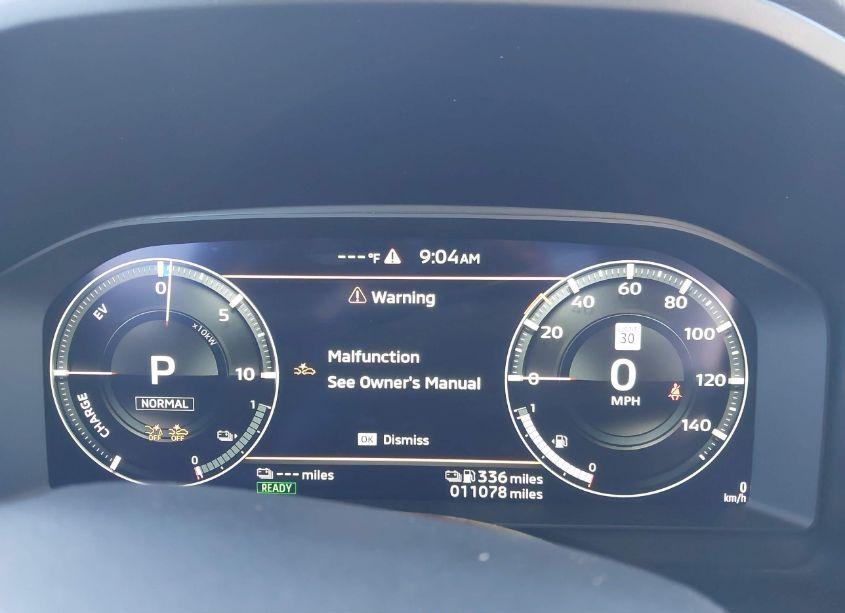 ---°F 9:04AM
Warning
Malfunction
See Owner's Manual
OK Dismiss
EV
0
5
10
x10kW
P
NORMAL
CHARGE
OFF OFF
1
0
0
20
40
60
80
100
120
140
30
0
MPH
1
0
--- miles
READY
336 miles
011078 miles
0
km/h